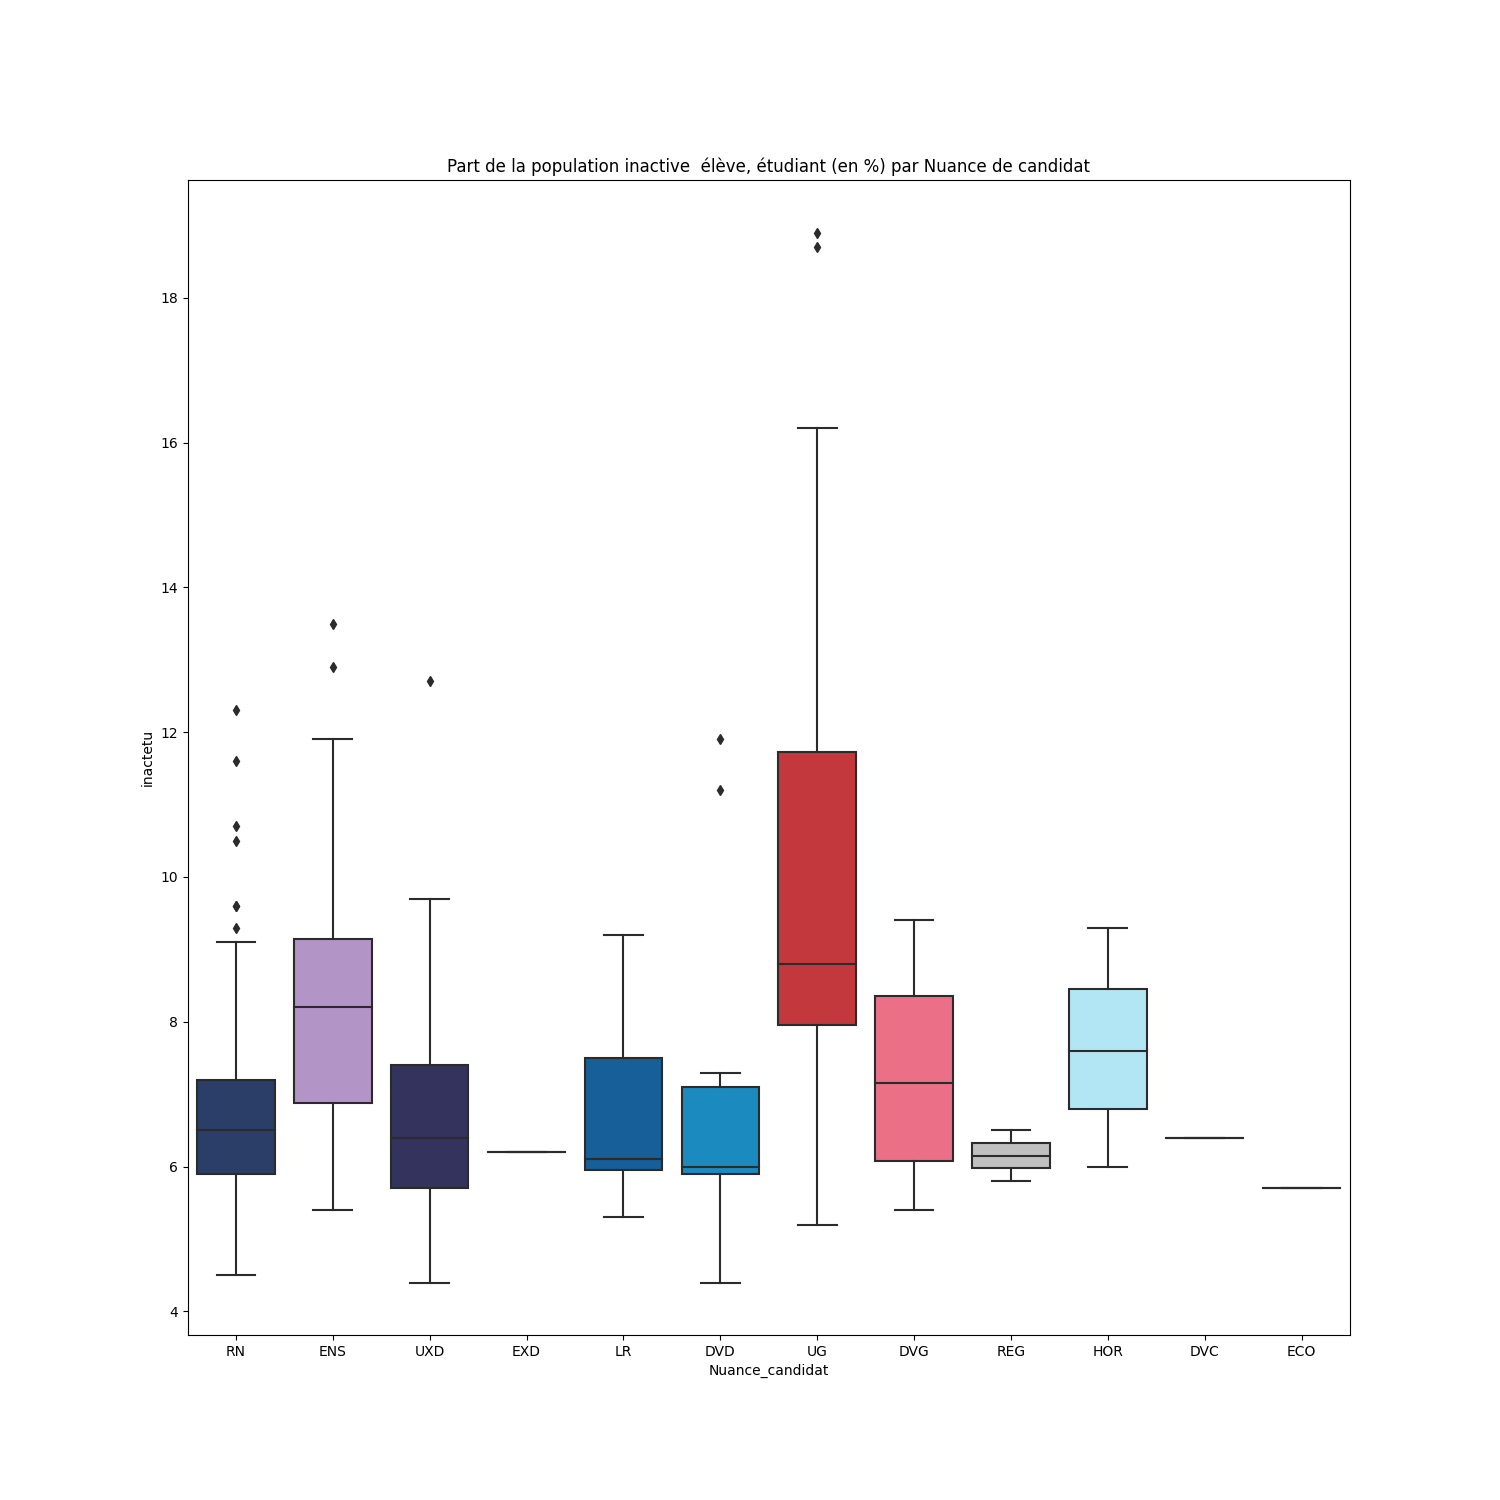 Part de la population inactive  élève, étudiant (en %) par Nuance de candidat
18
16
14
12
10
8
6
4
inactetu
RN ENS UXD EXD LR DVD UG DVG REG HOR DVC ECO
Nuance_candidat